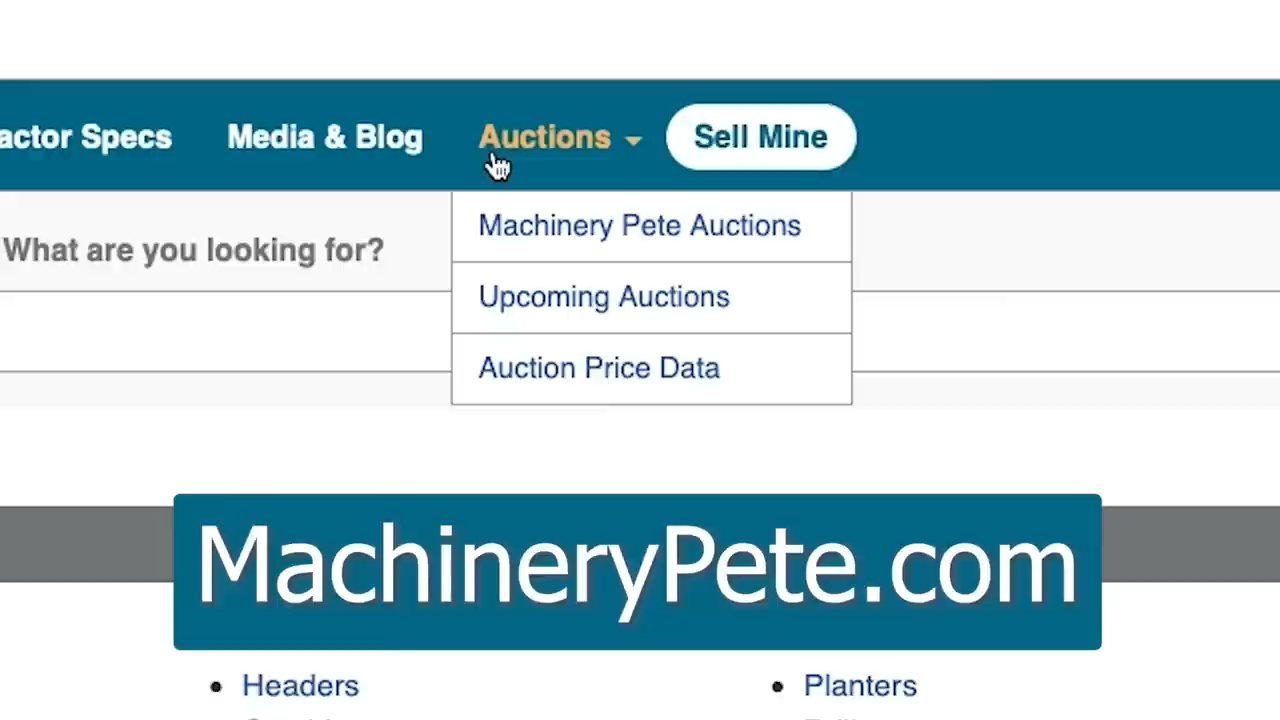 actor Specs Media & Blog Auctions Sell Mine
What are you looking for?
Machinery Pete Auctions
Upcoming Auctions
Auction Price Data
MachineryPete.com
Headers Planters